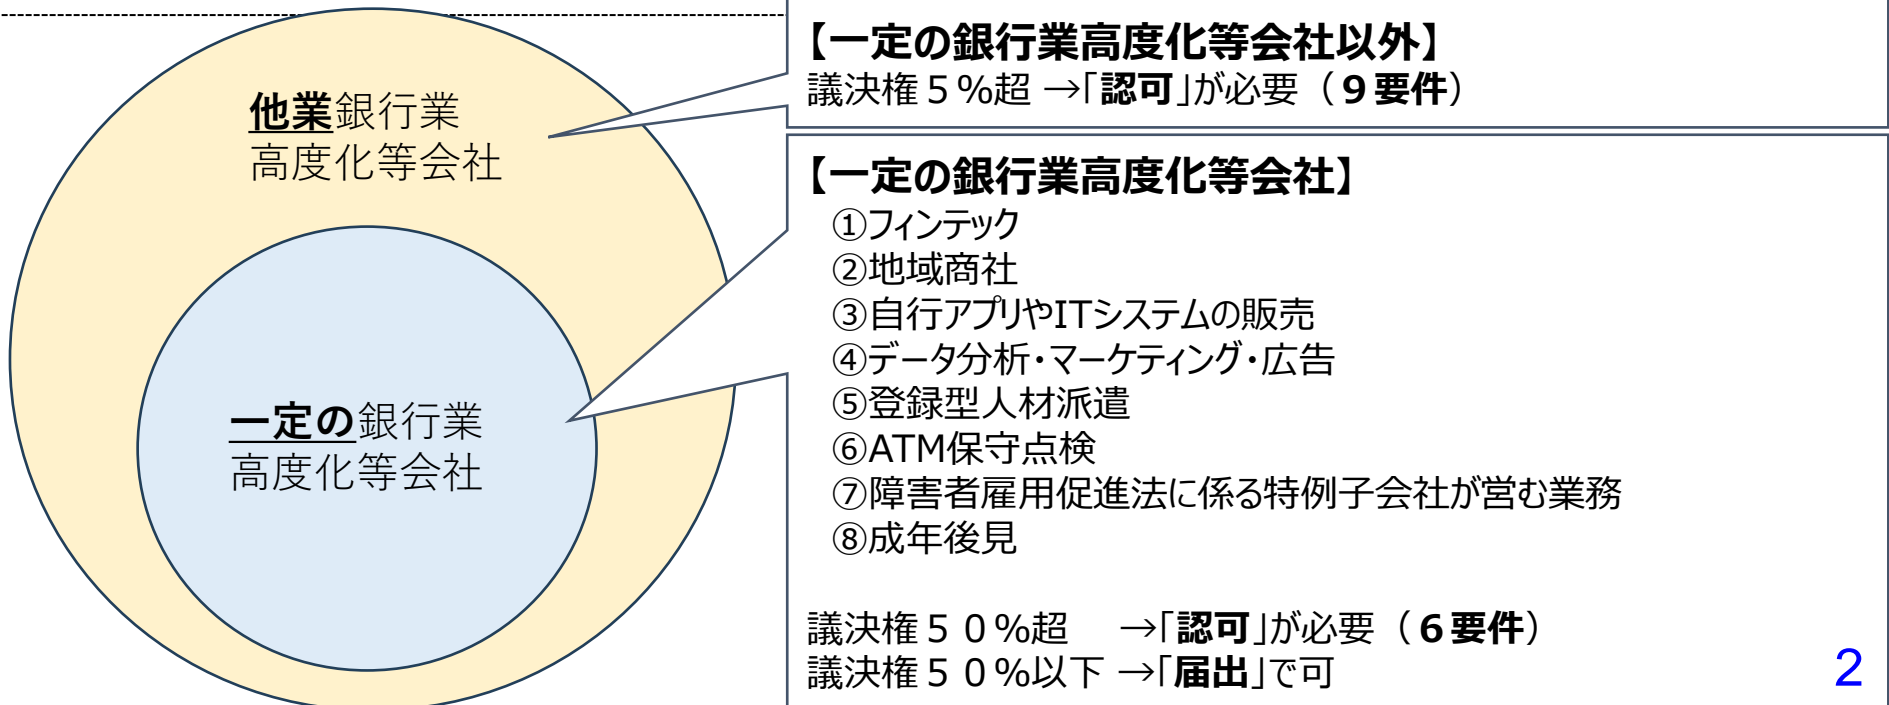 他業銀行業
高度化等会社
一定の銀行業
高度化等会社
【一定の銀行業高度化等会社以外】
議決権５％超 →「認可」が必要（９要件）
【一定の銀行業高度化等会社】
①フィンテック
②地域商社
③自行アプリやITシステムの販売
④データ分析・マーケティング・広告
⑤登録型人材派遣
⑥ATM保守点検
⑦障害者雇用促進法に係る特例子会社が営む業務
⑧成年後見
議決権５０％超　→「認可」が必要（６要件）
議決権５０％以下 →「届出」で可
2